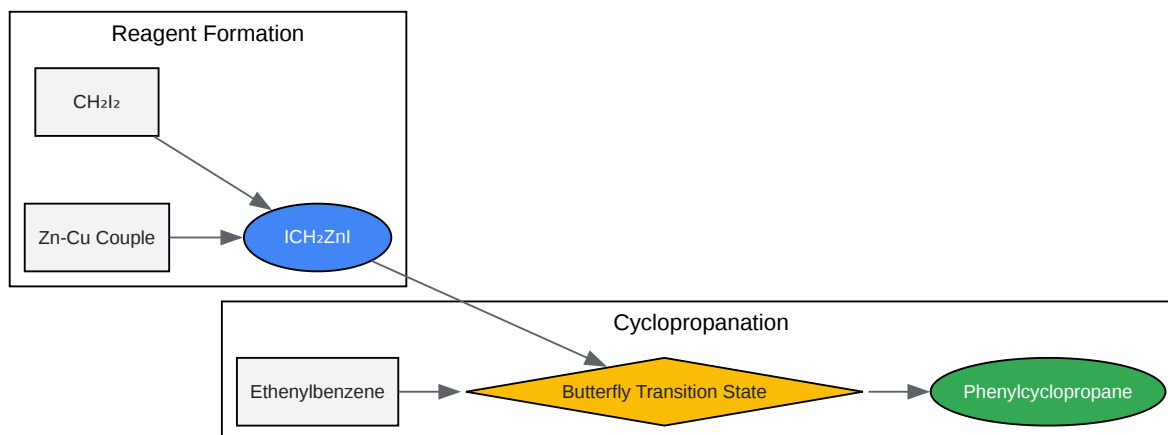 Reagent Formation
CH₂I₂
Zn-Cu Couple
ICH₂ZnI
Cyclopropanation
Ethenylbenzene
Butterfly Transition State
Phenylcyclopropane